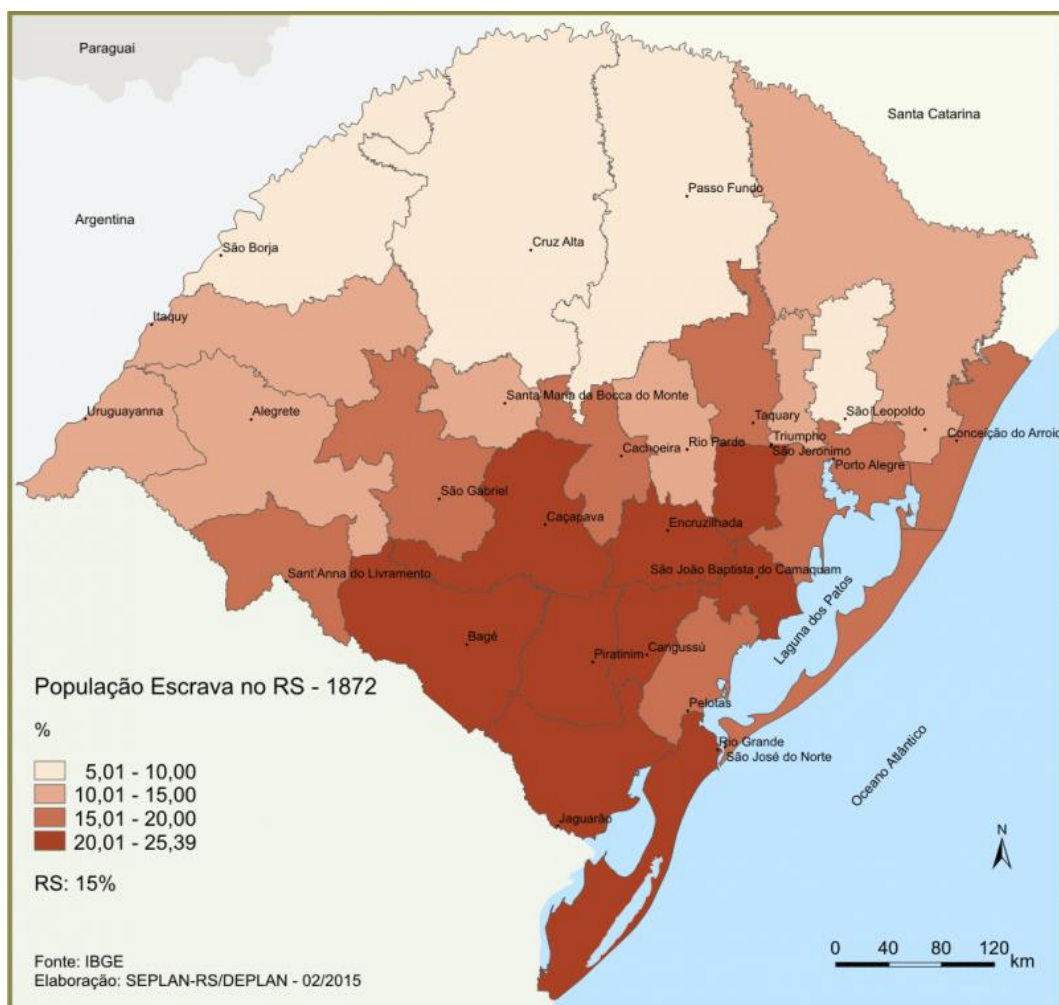 Paraguai
Santa Catarina
Argentina
Passo Fundo
São Borja
Cruz Alta
Itaquy
Santa Maria da Bocca do Monte
Uruguayanna
Alegrete
São Leopoldo
Taquary
Conceição do Arroio
Triumpho
Cachoeira
Rio Pardo
São Jeronimo
Porto Alegre
São Gabriel
Caçapava
Encruzilhada
Sant'Anna do Livramento
São João Baptista do Camaquam
Laguna dos Patos
Bagé
Piratinim
Cangussú
Pelotas
Rio Grande
São José do Norte
Oceano Atlântico
Jaguarão
População Escrava no RS - 1872
%
5,01 - 10,00
10,01 - 15,00
15,01 - 20,00
20,01 - 25,39
RS: 15%
N
0 40 80 120 km
Fonte: IBGE
Elaboração: SEPLAN-RS/DEPLAN - 02/2015